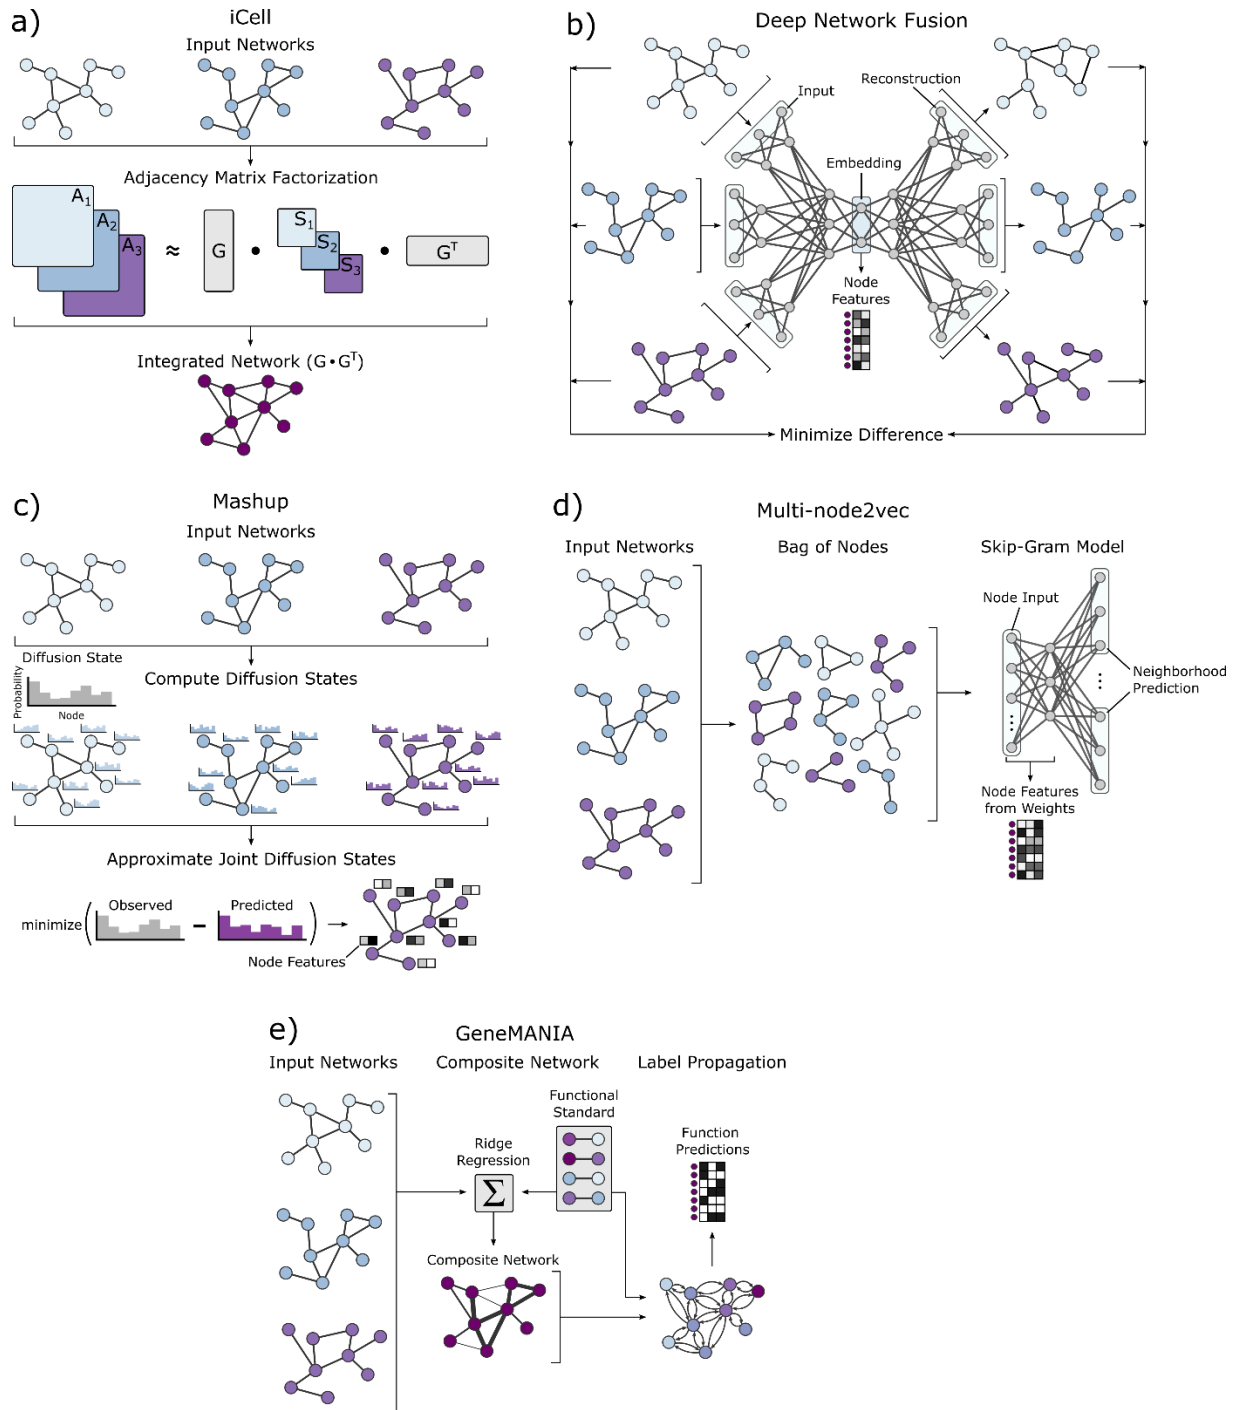 a)
iCell
Input Networks
Adjacency Matrix Factorization
A1
A2
A3
≈
G
•
S1
S2
S3
•
G^T
Integrated Network (G•G^T)
b)
Deep Network Fusion
Input
Reconstruction
Embedding
Node
Features
Minimize Difference
c)
Mashup
Input Networks
Diffusion State
Probability
Node
Compute Diffusion States
Approximate Joint Diffusion States
minimize
(
Observed
–
Predicted
)
Node Features
d)
Multi-node2vec
Input Networks
Bag of Nodes
Skip-Gram Model
Node Input
Neighborhood
Prediction
Node Features
from Weights
e)
GeneMANIA
Input Networks
Composite Network
Label Propagation
Functional
Standard
Ridge
Regression
Σ
Function
Predictions
Composite Network